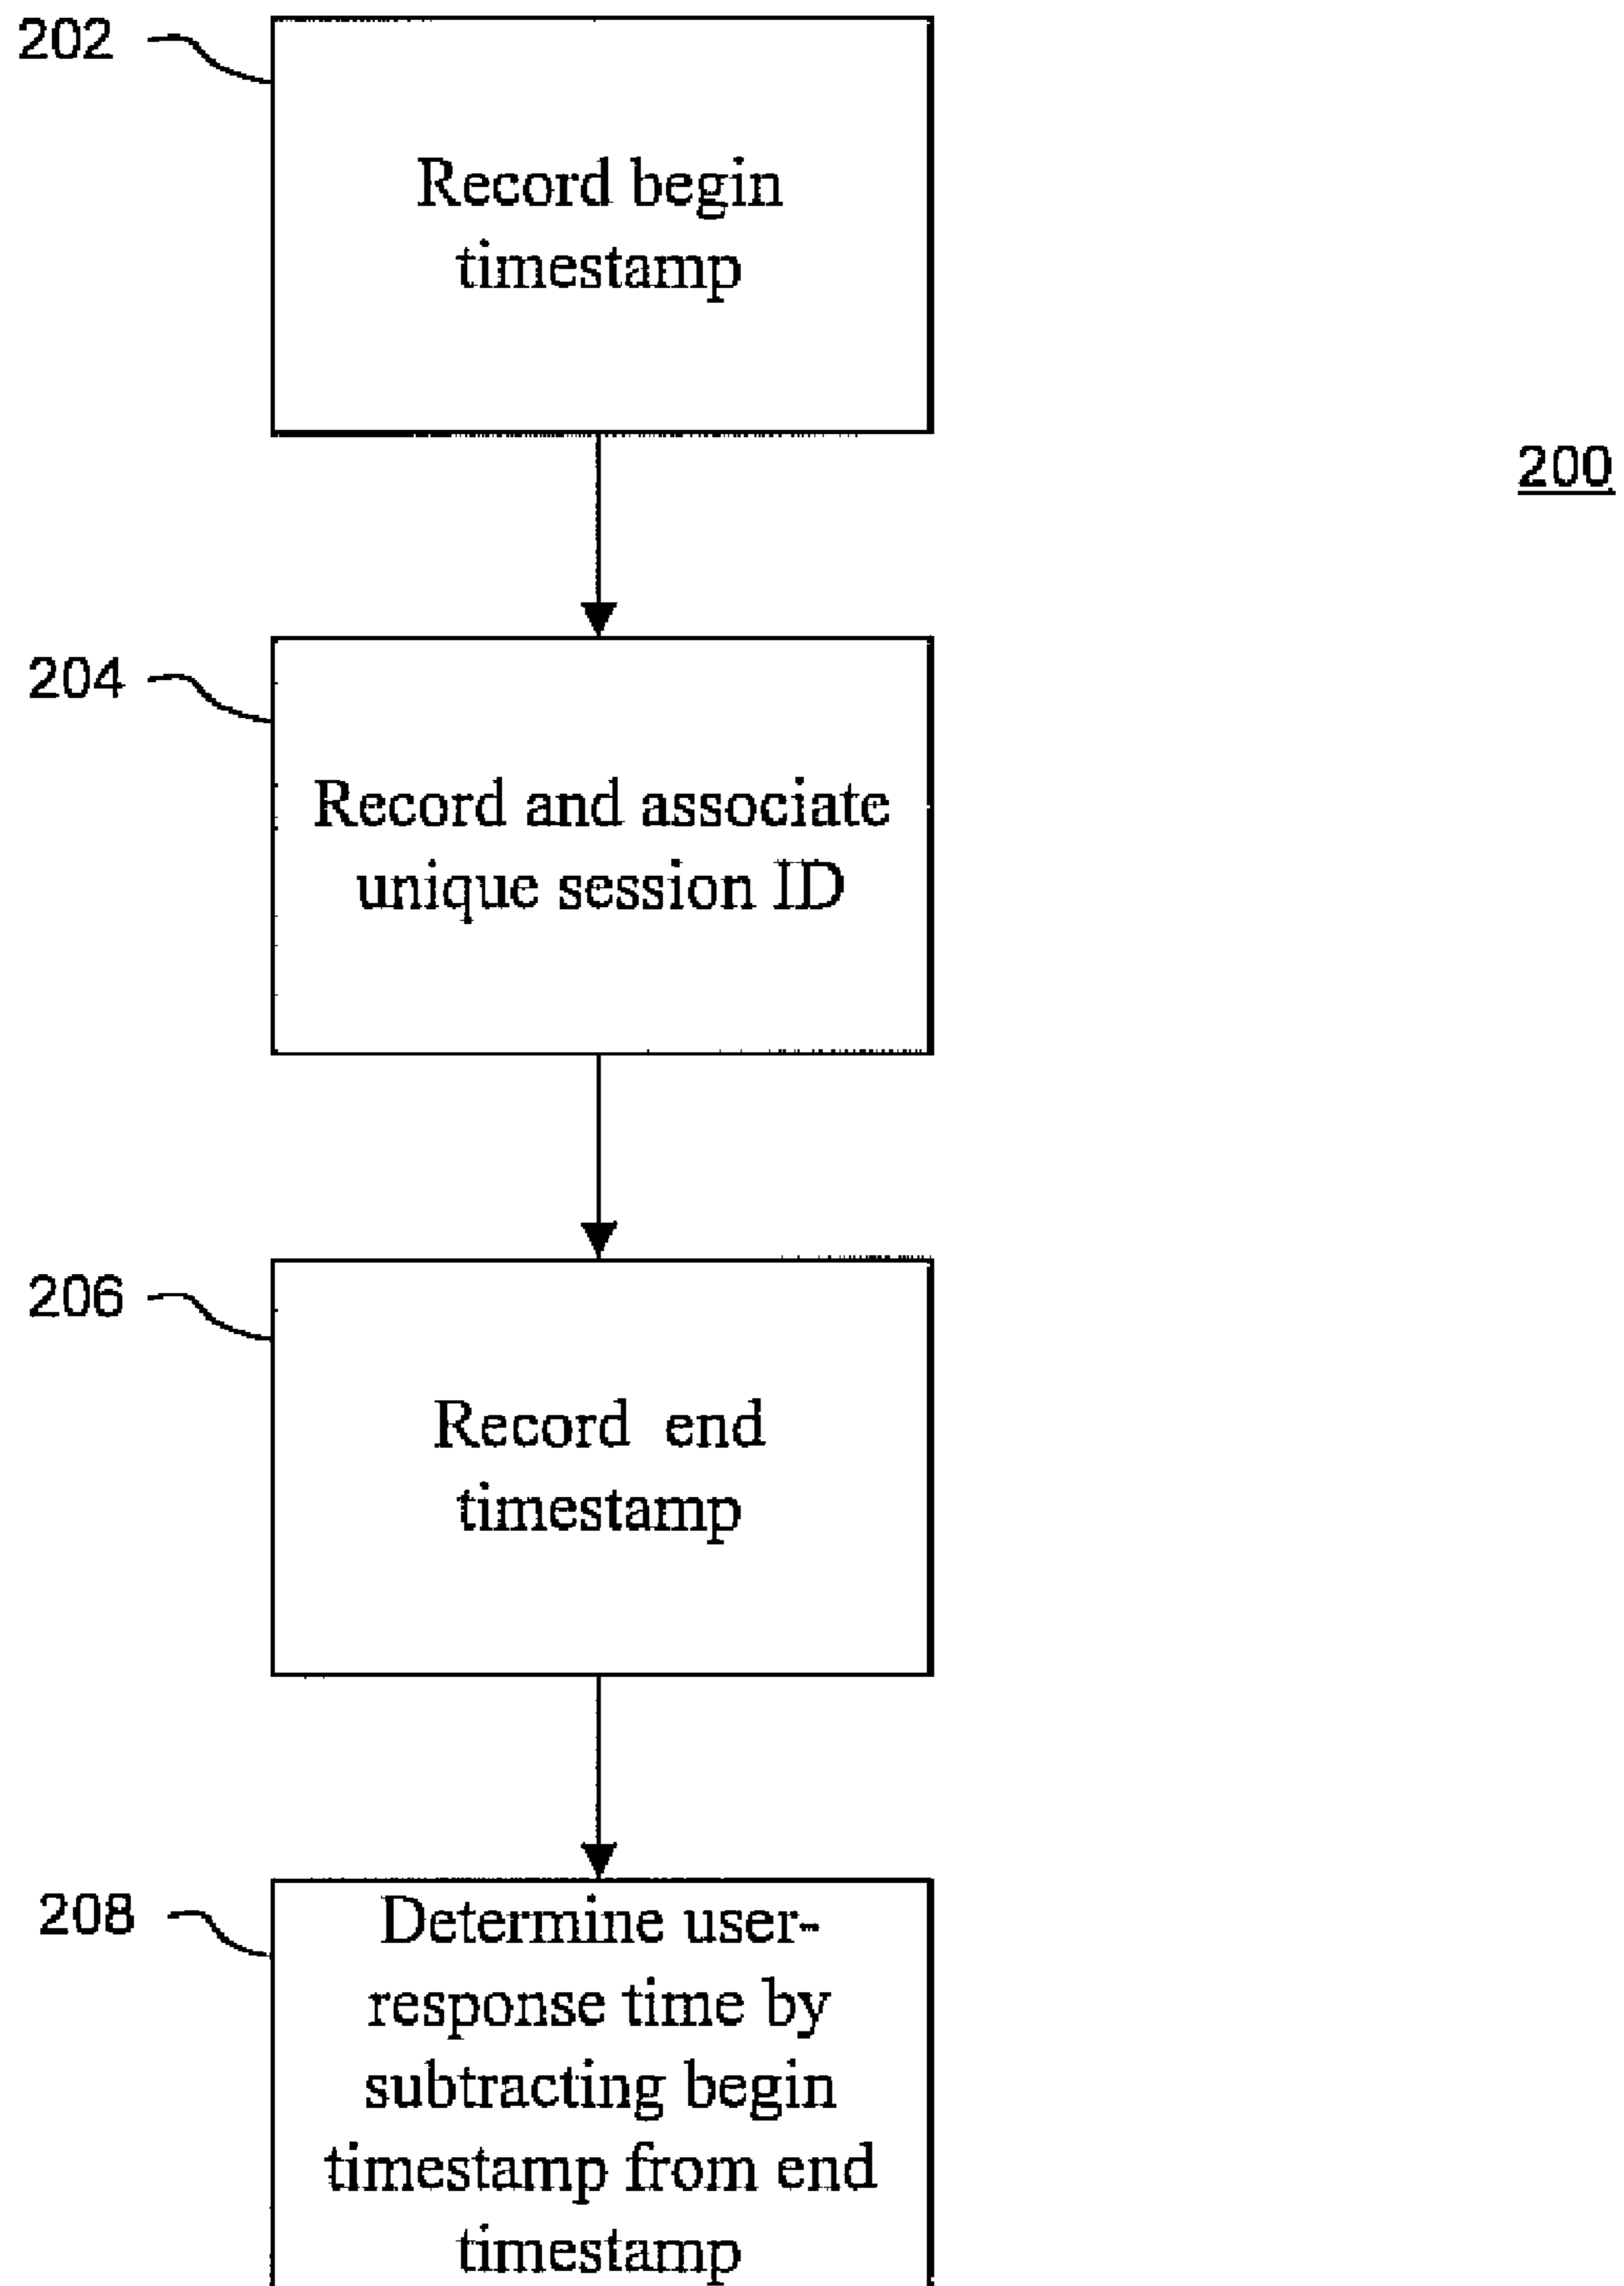 202
Record begin
timestamp
200
204
Record and associate
unique session ID
206
Record end
timestamp
208
Determine user-
response time by
subtracting begin
timestamp from end
timestamp